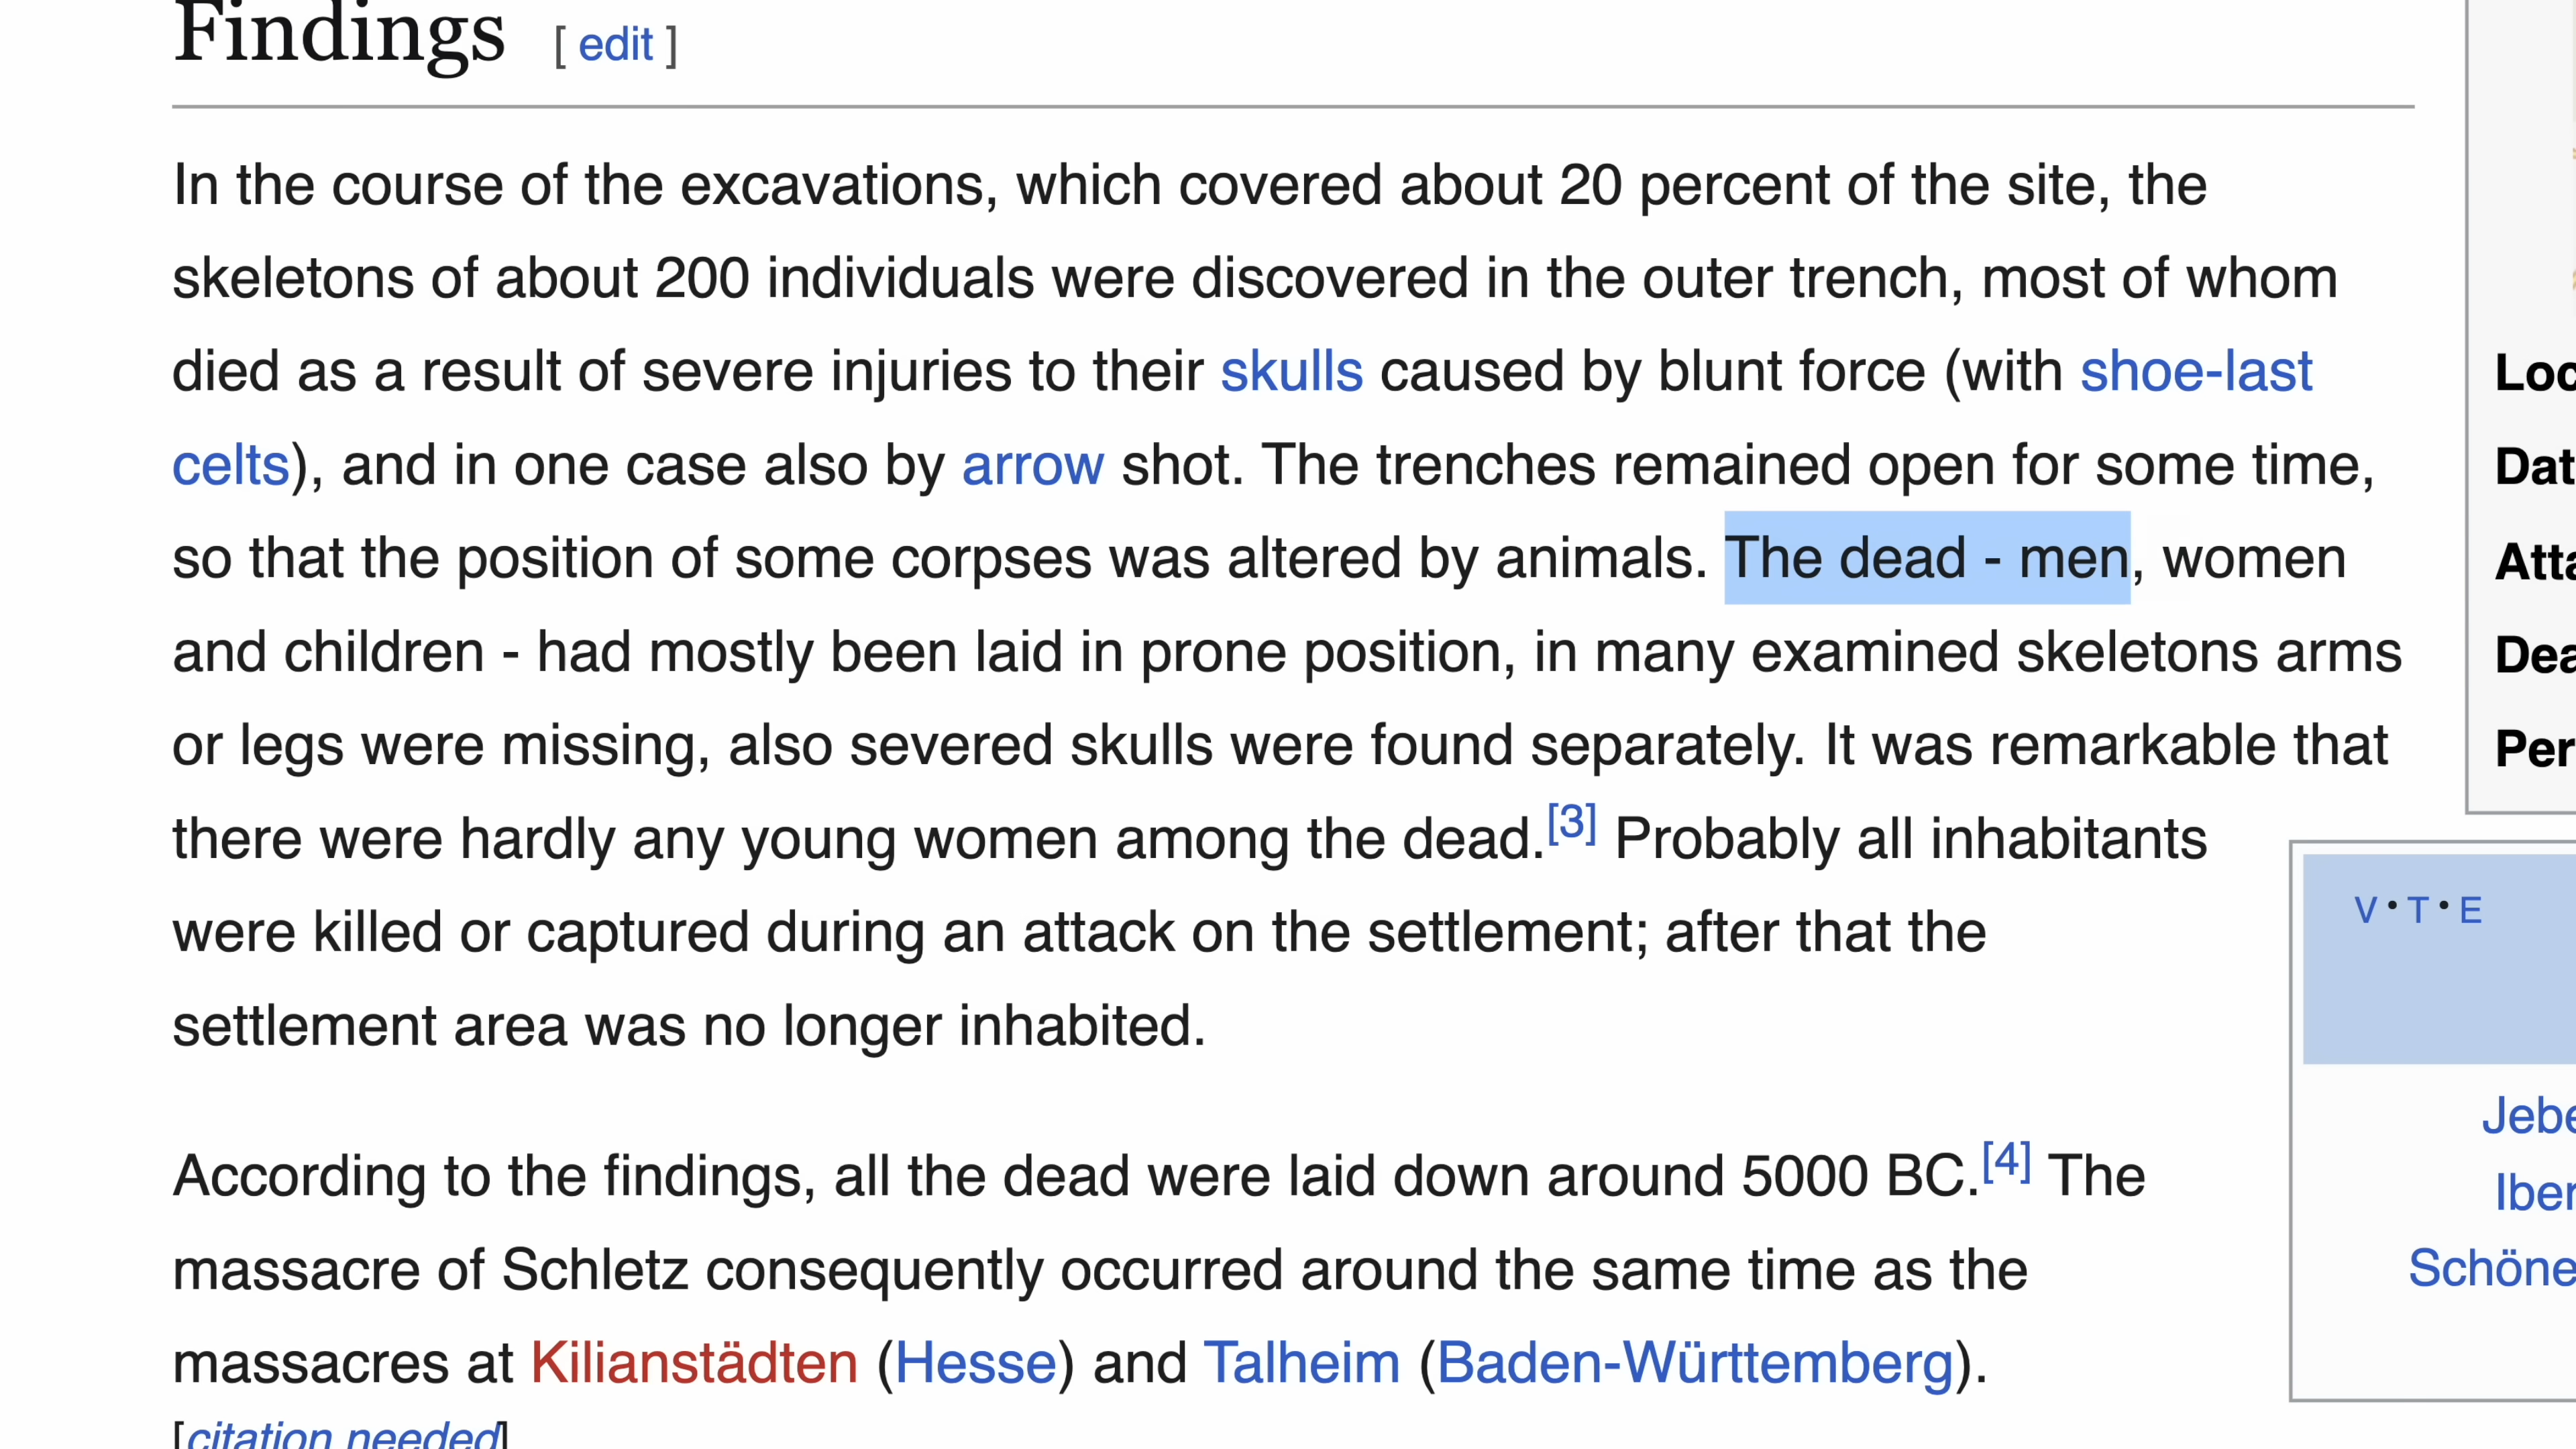 Findings [ edit ]
In the course of the excavations, which covered about 20 percent of the site, the
skeletons of about 200 individuals were discovered in the outer trench, most of whom
died as a result of severe injuries to their skulls caused by blunt force (with shoe-last
celts), and in one case also by arrow shot. The trenches remained open for some time,
so that the position of some corpses was altered by animals. The dead - men, women
and children - had mostly been laid in prone position, in many examined skeletons arms
or legs were missing, also severed skulls were found separately. It was remarkable that
there were hardly any young women among the dead.[3] Probably all inhabitants
were killed or captured during an attack on the settlement; after that the
settlement area was no longer inhabited.
According to the findings, all the dead were laid down around 5000 BC.[4] The
massacre of Schletz consequently occurred around the same time as the
massacres at Kilianstädten (Hesse) and Talheim (Baden-Württemberg).
[citation needed]
Loc
Dat
Atta
Dea
Per
V · T · E
Jebe
Iber
Schöne